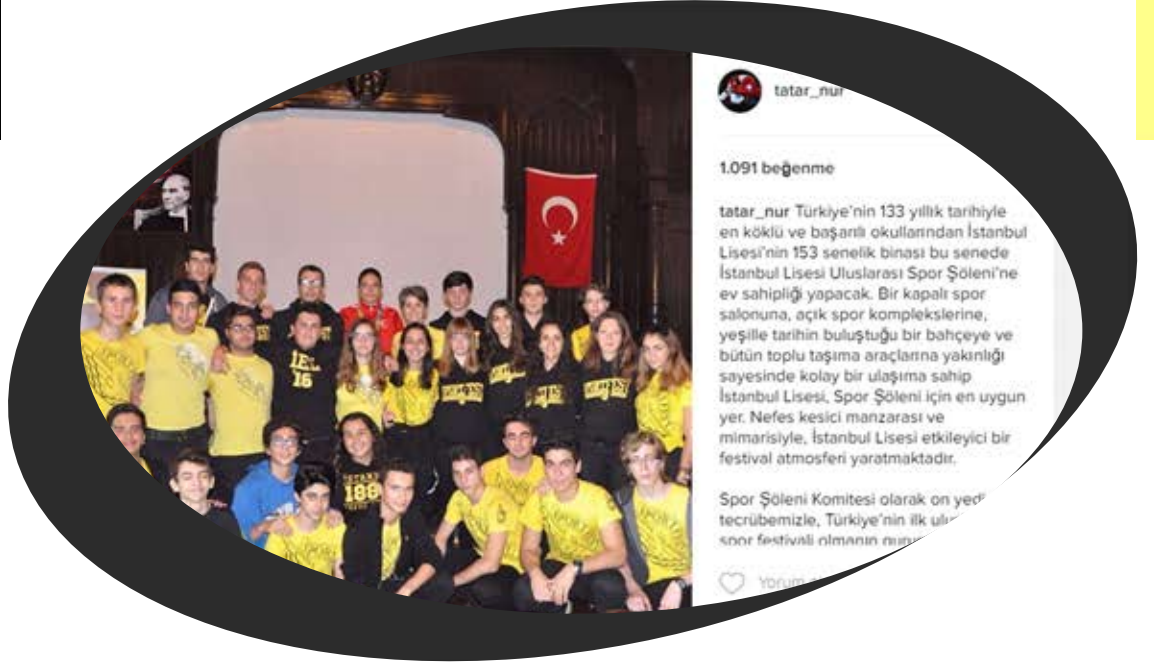 tatar_nur
1.091 beğenme
tatar_nur Türkiye'nin 133 yıllık tarihiyle
en köklü ve başarılı okullarından İstanbul
Lisesi'nin 153 senelik binası bu senede
İstanbul Lisesi Uluslarası Spor Şöleni'ne
ev sahipliği yapacak. Bir kapalı spor
salonuna, açık spor komplekslerine,
yeşille tarihin buluştuğu bir bahçeye ve
bütün toplu taşıma araçlarına yakınlığı
sayesinde kolay bir ulaşıma sahip
İstanbul Lisesi, Spor Şöleni için en uygun
yer. Nefes kesici manzarası ve
mimarisiyle, İstanbul Lisesi etkileyici bir
festival atmosferi yaratmaktadır.
Spor Şöleni Komitesi olarak on yedi
tecrübemizle, Türkiye'nin ilk
spor festivali olmanın
Yorum
IEL
16
188